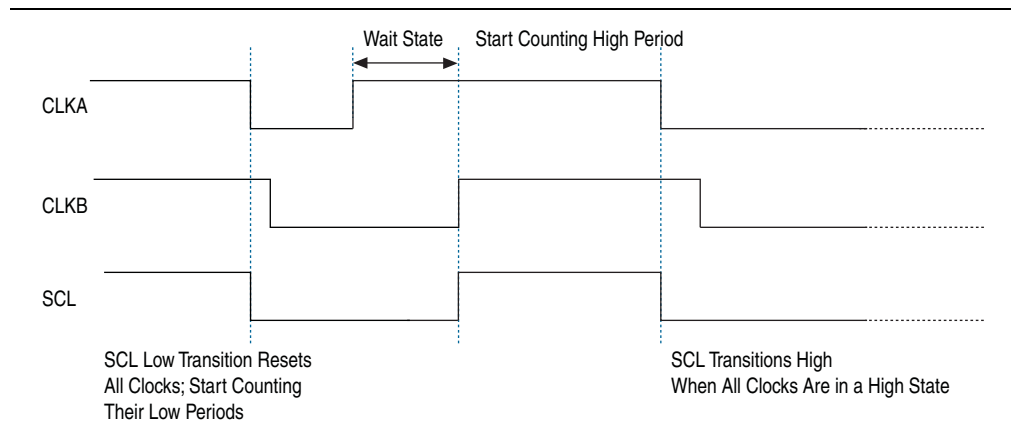 Wait State
Start Counting High Period
CLKA
CLKB
SCL
SCL Low Transition Resets
All Clocks; Start Counting
Their Low Periods
SCL Transitions High
When All Clocks Are in a High State